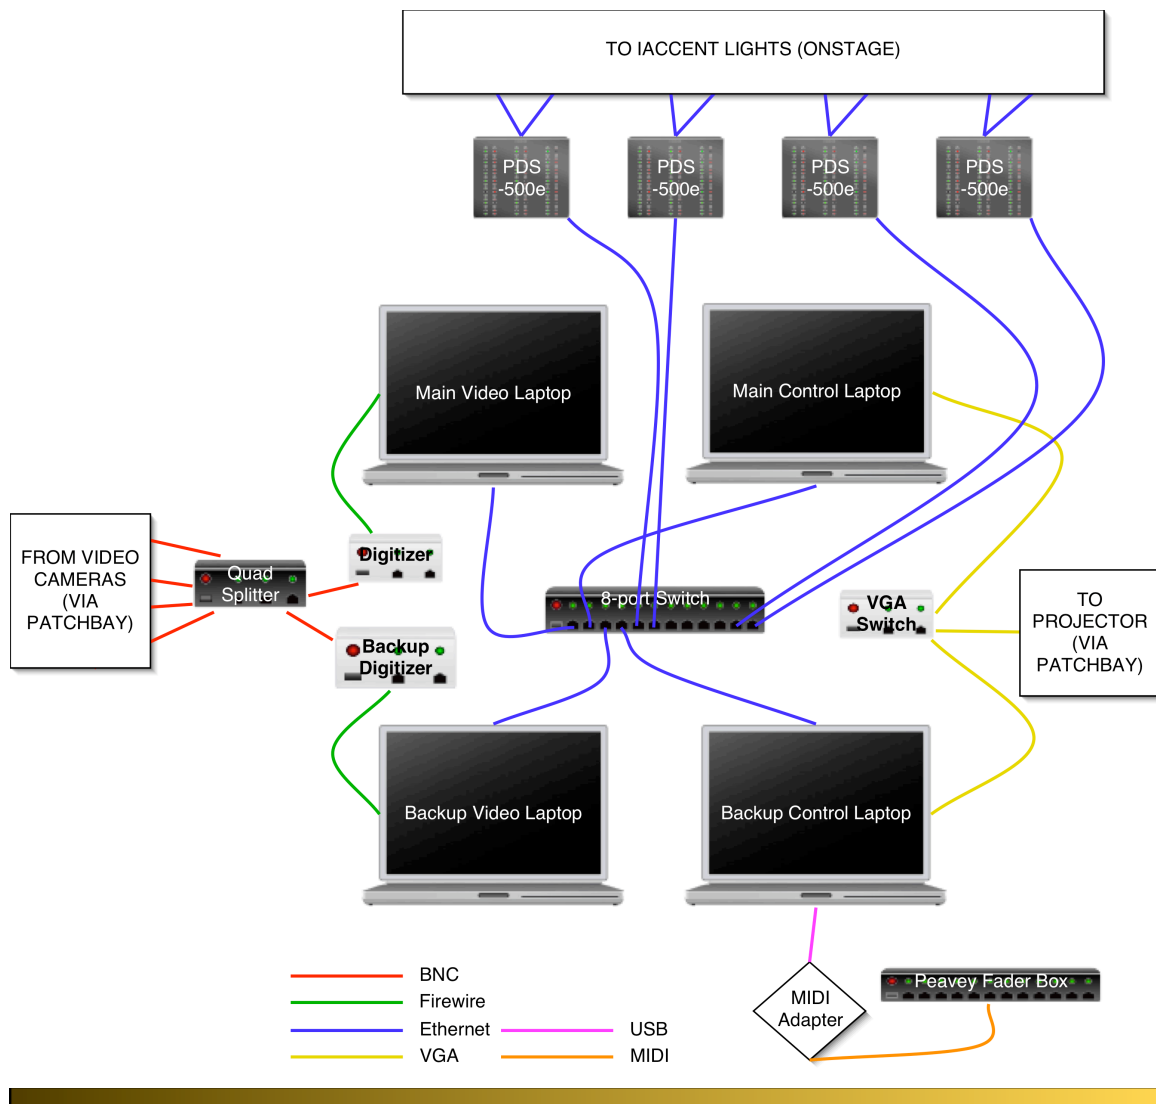 TO IACCENT LIGHTS (ONSTAGE)
PDS
-500e
PDS
-500e
PDS
-500e
PDS
-500e
Main Video Laptop
Main Control Laptop
FROM VIDEO
CAMERAS
(VIA
PATCHBAY)
Quad
Splitter
Digitizer
Backup
Digitizer
8-port Switch
VGA
Switch
TO
PROJECTOR
(VIA
PATCHBAY)
Backup Video Laptop
Backup Control Laptop
MIDI
Adapter
Peavey Fader Box
BNC
Firewire
Ethernet
VGA
USB
MIDI